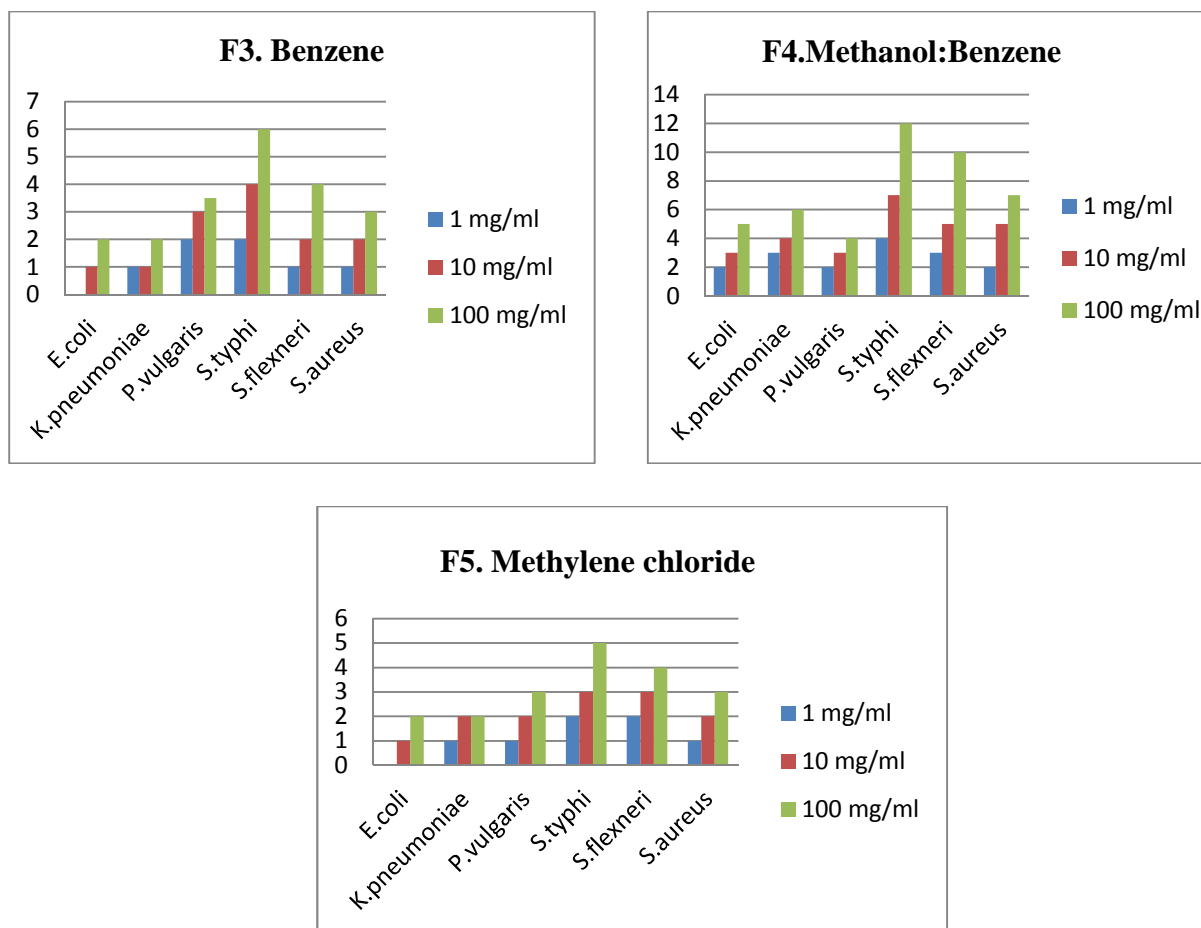 F3. Benzene
7
6
5
4
3
2
1
0
E.coli
K.pneumoniae
P.vulgaris
S.typhi
S.flexneri
S.aureus
1 mg/ml
10 mg/ml
100 mg/ml
F4.Methanol:Benzene
14
12
10
8
6
4
2
0
E.coli
K.pneumoniae
P.vulgaris
S.typhi
S.flexneri
S.aureus
1 mg/ml
10 mg/ml
100 mg/ml
F5. Methylene chloride
6
5
4
3
2
1
0
E.coli
K.pneumoniae
P.vulgaris
S.typhi
S.flexneri
S.aureus
1 mg/ml
10 mg/ml
100 mg/ml